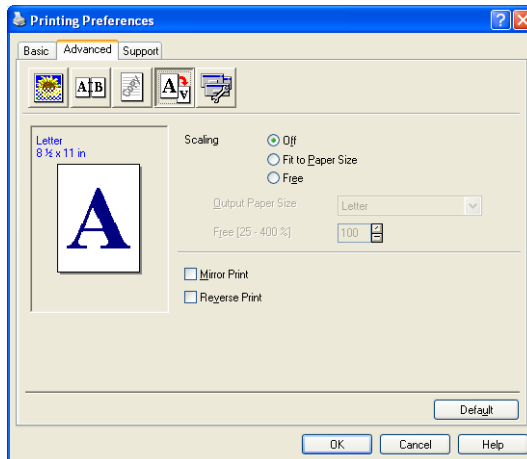 Printing Preferences
Basic Advanced Support
A B
A A
Letter
8 ½ x 11 in
A
Scaling Off
Fit to Paper Size
Free
Output Paper Size Letter
Free [25 - 400 %] 100
Mirror Print
Reverse Print
Default
OK Cancel Help